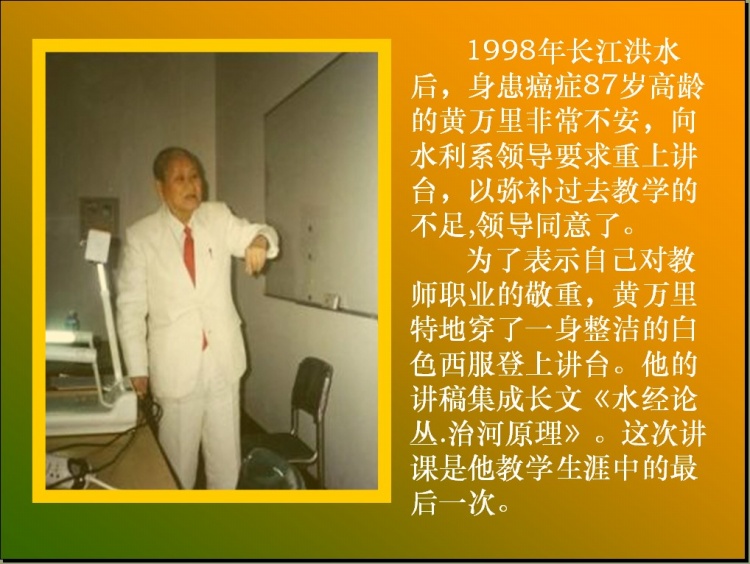 1998年长江洪水
后，身患癌症87岁高龄
的黄万里非常不安，向
水利系领导要求重上讲
台，以弥补过去教学的
不足,领导同意了。
为了表示自己对教
师职业的敬重，黄万里
特地穿了一身整洁的白
色西服登上讲台。他的
讲稿集成长文《水经论
丛.治河原理》。这次讲
课是他教学生涯中的最
后一次。